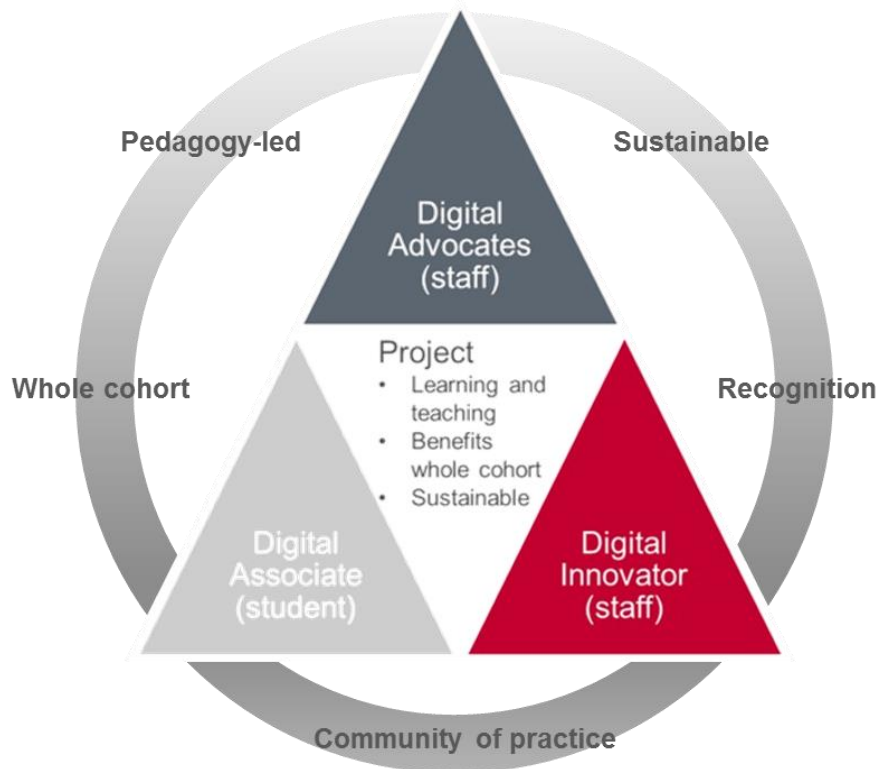 Pedagogy-led
Sustainable
Digital
Advocates
(staff)
Whole cohort
Recognition
Project
• Learning and
teaching
• Benefits
whole cohort
• Sustainable
Digital
Associate
(student)
Digital
Innovator
(staff)
Community of practice